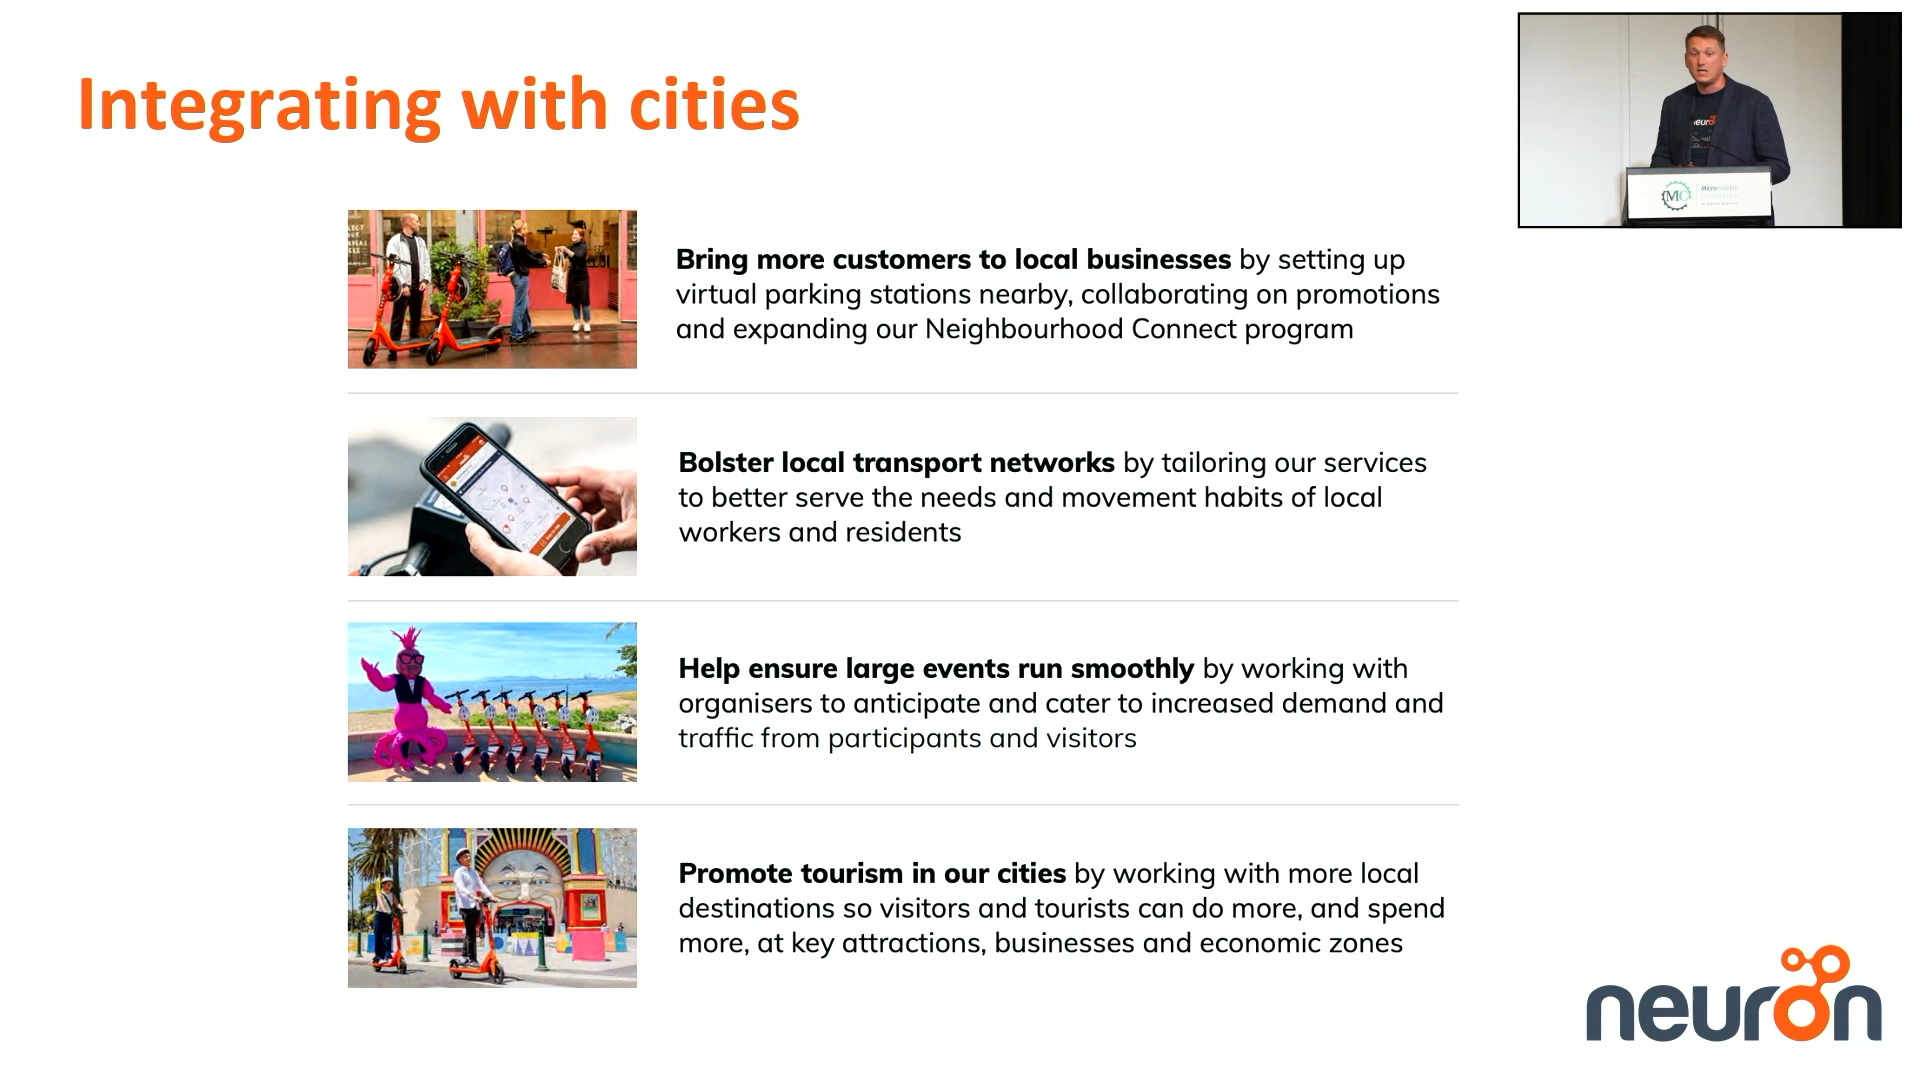 Integrating with cities
neuro
MC
Micromobility
Conference
Bring more customers to local businesses by setting up
virtual parking stations nearby, collaborating on promotions
and expanding our Neighbourhood Connect program
Bolster local transport networks by tailoring our services
to better serve the needs and movement habits of local
workers and residents
Help ensure large events run smoothly by working with
organisers to anticipate and cater to increased demand and
traffic from participants and visitors
Promote tourism in our cities by working with more local
destinations so visitors and tourists can do more, and spend
more, at key attractions, businesses and economic zones
neuron